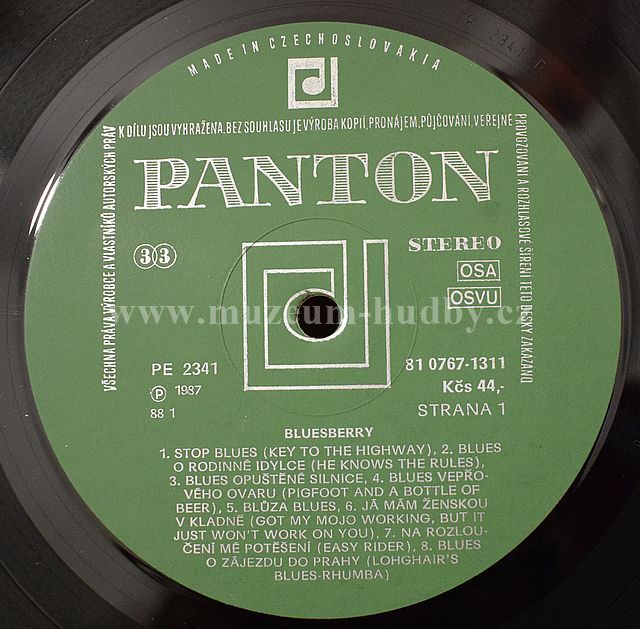 MADE IN CZECHOSLOVAKIA
PE 2341
VŠECHNA PRÁVA VÝROBCE A VLASTNÍKŮ AUTORSKÝCH PRÁV
K DÍLU JSOU VYHRAŽENA. BEZ SOUHLASU JE VÝROBA KOPIÍ, PRONÁJEM, PŮJČOVÁNÍ, VEŘEJNÉ
PROVOZOVÁNÍ A ROZHLASOVÉ ŠÍŘENÍ TÉTO DESKY ZAKÁZÁNO
PANTON
STEREO
33
OSA
OSVU
www.muzeum-hudby.cz
PE 2341
81 0767-1311
Ⓟ 1987
Kčs 44,-
88 1
STRANA 1
BLUESBERRY
1. STOP BLUES (KEY TO THE HIGHWAY), 2. BLUES
O RODINNÉ IDYLCE (HE KNOWS THE RULES),
3. BLUES OPUŠTĚNÉ SILNICE, 4. BLUES VEPŘO-
VÉHO OVARU (PIGFOOT AND A BOTTLE OF
BEER), 5. BLŮZA BLUES, 6. JÁ MÁM ŽENSKOU
V KLADNĚ (GOT MY MOJO WORKING, BUT IT
JUST WON'T WORK ON YOU), 7. NA ROZLOU-
ČENÍ MÉ POTĚŠENÍ (EASY RIDER), 8. BLUES
O ZÁJEZDU DO PRAHY (LOHGHAIR'S
BLUES-RHUMBA)